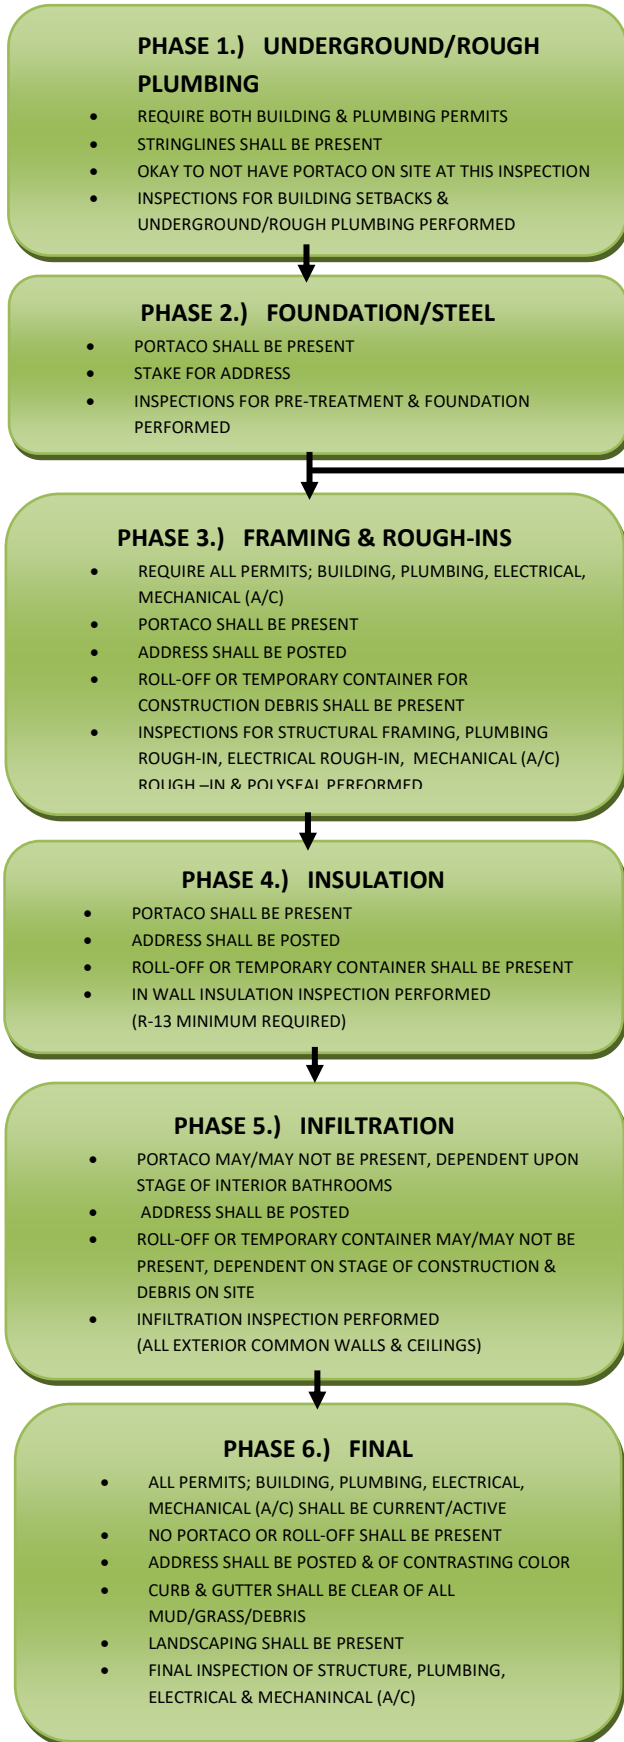 PHASE 1.) UNDERGROUND/ROUGH
PLUMBING
• REQUIRE BOTH BUILDING & PLUMBING PERMITS
• STRINGLINES SHALL BE PRESENT
• OKAY TO NOT HAVE PORTACO ON SITE AT THIS INSPECTION
• INSPECTIONS FOR BUILDING SETBACKS &
UNDERGROUND/ROUGH PLUMBING PERFORMED
PHASE 2.) FOUNDATION/STEEL
• PORTACO SHALL BE PRESENT
• STAKE FOR ADDRESS
• INSPECTIONS FOR PRE-TREATMENT & FOUNDATION
PERFORMED
PHASE 3.) FRAMING & ROUGH-INS
• REQUIRE ALL PERMITS; BUILDING, PLUMBING, ELECTRICAL,
MECHANICAL (A/C)
• PORTACO SHALL BE PRESENT
• ADDRESS SHALL BE POSTED
• ROLL-OFF OR TEMPORARY CONTAINER FOR
CONSTRUCTION DEBRIS SHALL BE PRESENT
• INSPECTIONS FOR STRUCTURAL FRAMING, PLUMBING
ROUGH-IN, ELECTRICAL ROUGH-IN, MECHANICAL (A/C)
ROUGH –IN & POLYSEAL PERFORMED
PHASE 4.) INSULATION
• PORTACO SHALL BE PRESENT
• ADDRESS SHALL BE POSTED
• ROLL-OFF OR TEMPORARY CONTAINER SHALL BE PRESENT
• IN WALL INSULATION INSPECTION PERFORMED
(R-13 MINIMUM REQUIRED)
PHASE 5.) INFILTRATION
• PORTACO MAY/MAY NOT BE PRESENT, DEPENDENT UPON
STAGE OF INTERIOR BATHROOMS
• ADDRESS SHALL BE POSTED
• ROLL-OFF OR TEMPORARY CONTAINER MAY/MAY NOT BE
PRESENT, DEPENDENT ON STAGE OF CONSTRUCTION &
DEBRIS ON SITE
• INFILTRATION INSPECTION PERFORMED
(ALL EXTERIOR COMMON WALLS & CEILINGS)
PHASE 6.) FINAL
• ALL PERMITS; BUILDING, PLUMBING, ELECTRICAL,
MECHANICAL (A/C) SHALL BE CURRENT/ACTIVE
• NO PORTACO OR ROLL-OFF SHALL BE PRESENT
• ADDRESS SHALL BE POSTED & OF CONTRASTING COLOR
• CURB & GUTTER SHALL BE CLEAR OF ALL
MUD/GRASS/DEBRIS
• LANDSCAPING SHALL BE PRESENT
• FINAL INSPECTION OF STRUCTURE, PLUMBING,
ELECTRICAL & MECHANINCAL (A/C)